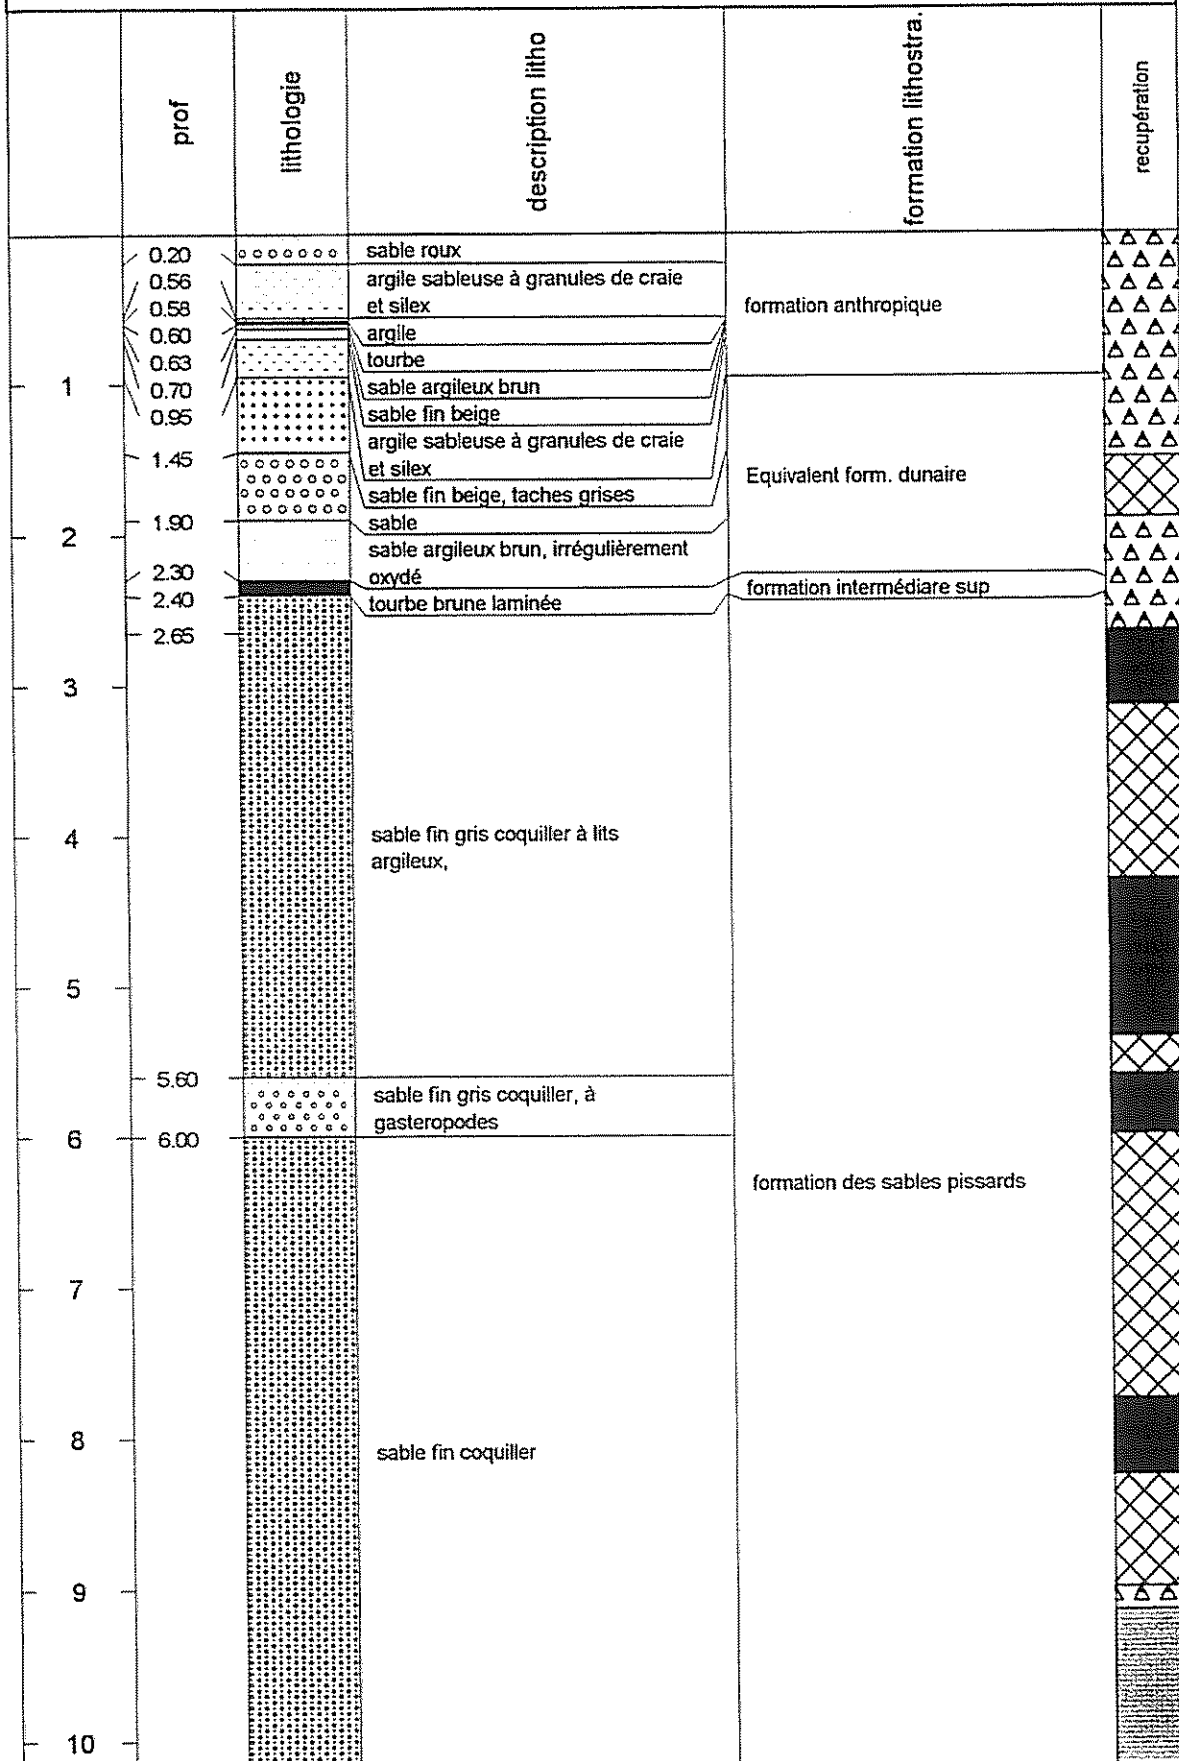 prof
lithologie
description litho
formation lithostra.
recupération
0.20
0.56
0.58
0.60
0.63
0.70
0.95
1.45
1.90
2.30
2.40
2.65
5.60
6.00
1
2
3
4
5
6
7
8
9
10
sable roux
argile sableuse à granules de craie
et silex
argile
tourbe
sable argileux brun
sable fin beige
argile sableuse à granules de craie
et silex
sable fin beige, taches grises
sable
sable argileux brun, irrégulièrement
oxydé
tourbe brune laminée
sable fin gris coquiller à lits
argileux,
sable fin gris coquiller, à
gasteropodes
sable fin coquiller
formation anthropique
Equivalent form. dunaire
formation intermédiare sup
formation des sables pissards